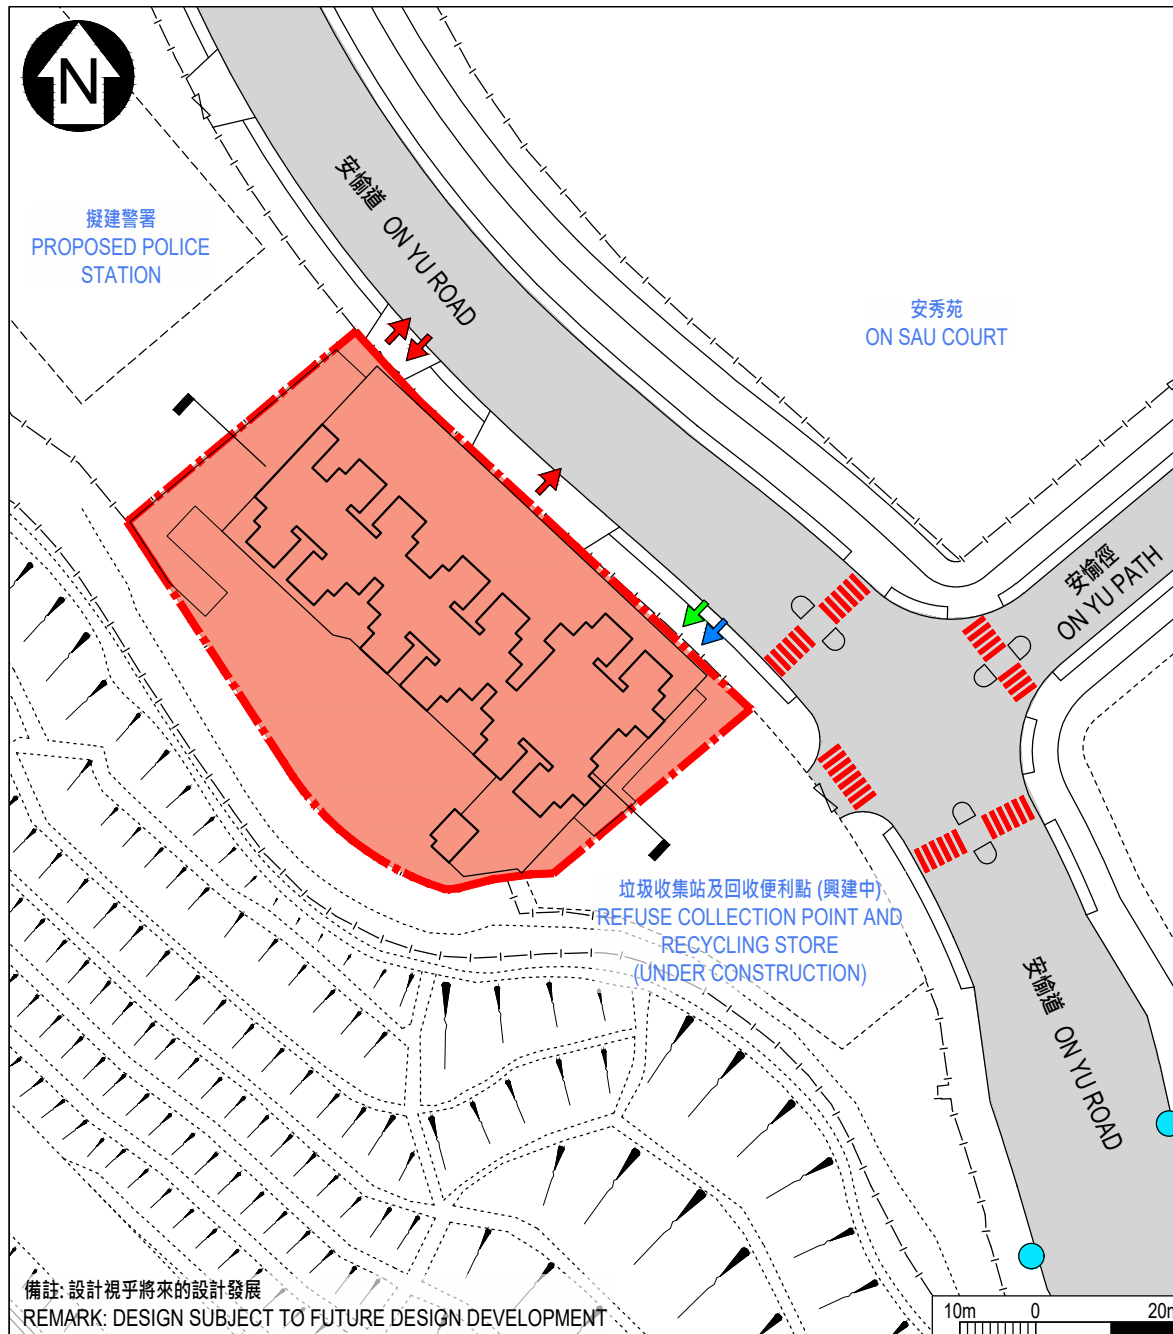 N
安愉道 ON YU ROAD
擬建警署
PROPOSED POLICE
STATION
安秀苑
ON SAU COURT
安愉徑
ON YU PATH
垃圾收集站及回收便利點 (興建中)
REFUSE COLLECTION POINT AND
RECYCLING STORE
(UNDER CONSTRUCTION)
安愉道 ON YU ROAD
備註: 設計視乎將來的設計發展
REMARK: DESIGN SUBJECT TO FUTURE DESIGN DEVELOPMENT
10m 0 20m